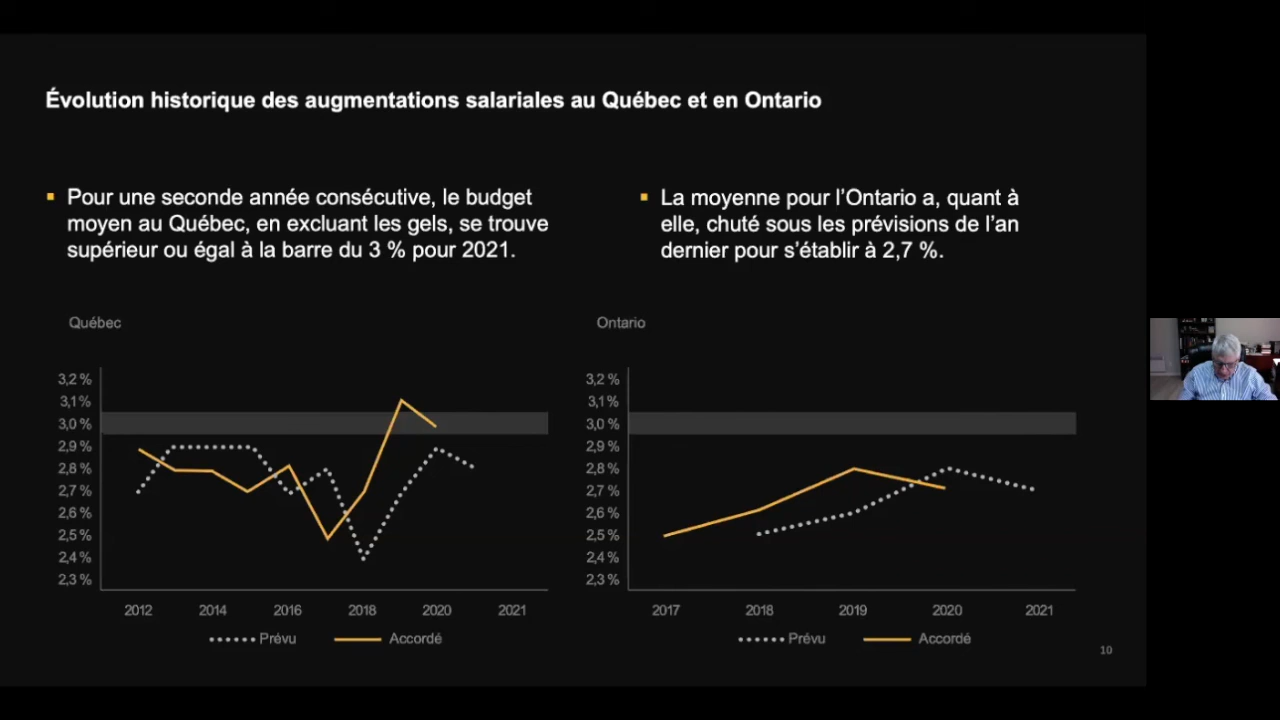 Évolution historique des augmentations salariales au Québec et en Ontario
▪ Pour une seconde année consécutive, le budget
moyen au Québec, en excluant les gels, se trouve
supérieur ou égal à la barre du 3 % pour 2021.
▪ La moyenne pour l’Ontario a, quant à
elle, chuté sous les prévisions de l’an
dernier pour s’établir à 2,7 %.
Québec
3,2 %
3,1 %
3,0 %
2,9 %
2,8 %
2,7 %
2,6 %
2,5 %
2,4 %
2,3 %
2012 2014 2016 2018 2020 2021
Prévu Accordé
Ontario
3,2 %
3,1 %
3,0 %
2,9 %
2,8 %
2,7 %
2,6 %
2,5 %
2,4 %
2,3 %
2017 2018 2019 2020 2021
Prévu Accordé
10